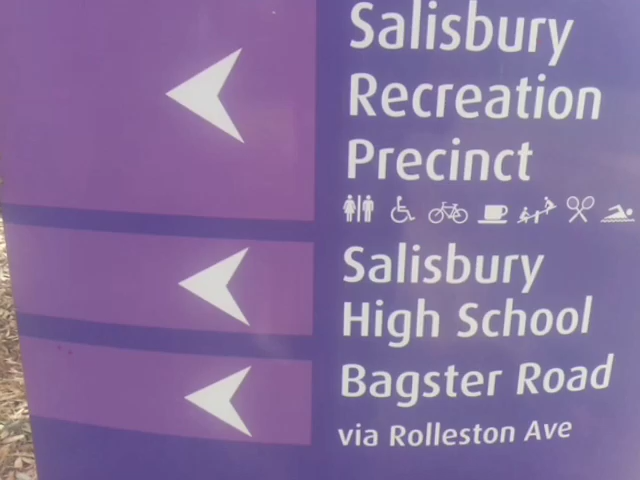 Salisbury
Recreation
Precinct
Salisbury
High School
Bagster Road
via Rolleston Ave